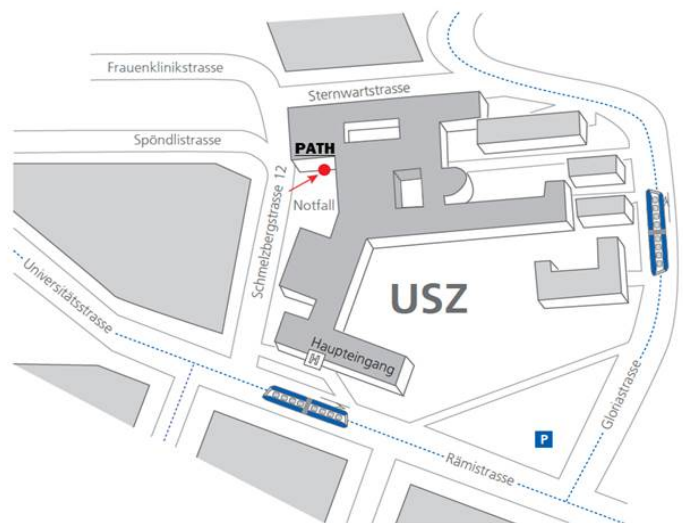 Frauenklinikstrasse
Sternwartstrasse
Spöndlistrasse
PATH
Notfall
Schmelzbergstrasse 12
Universitätsstrasse
USZ
Haupteingang
H
Gloriastrasse
P
Rämistrasse